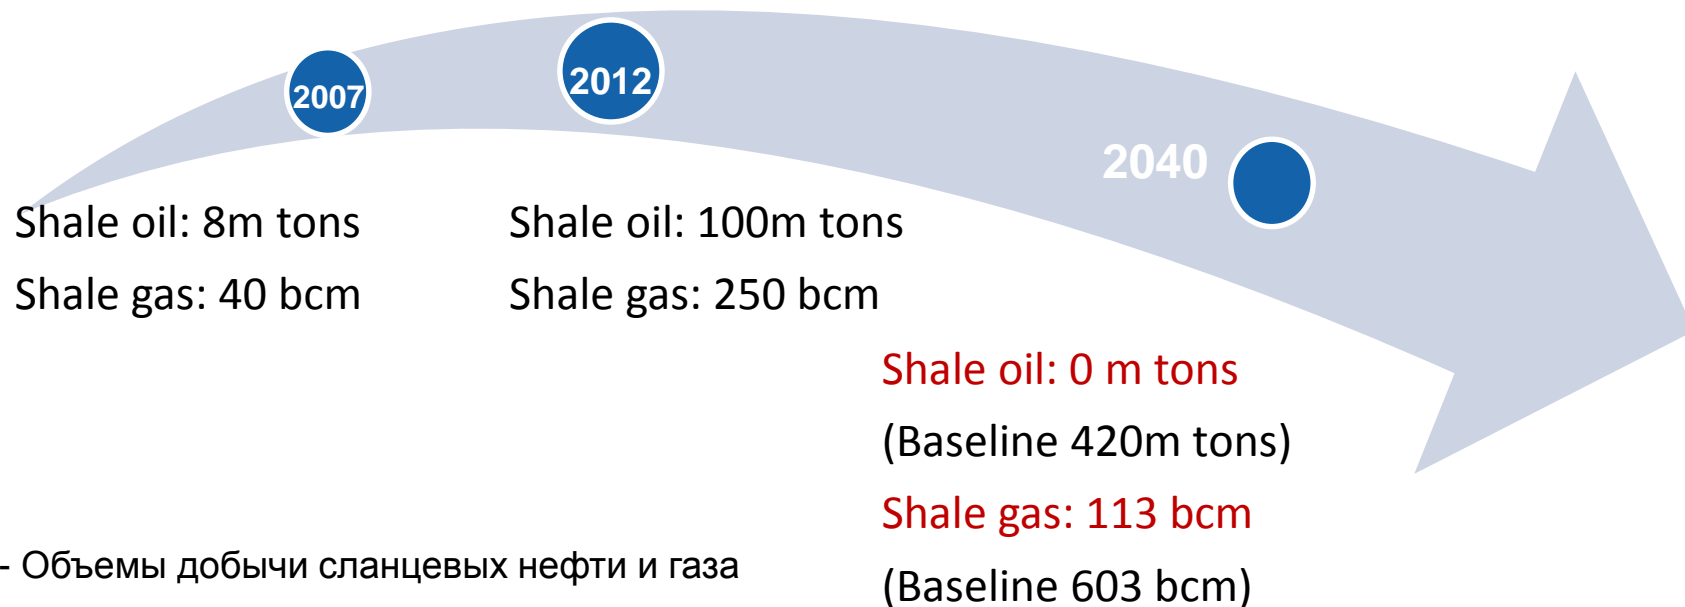 2007
2012
2040
Shale oil: 8m tons
Shale gas: 40 bcm
Shale oil: 100m tons
Shale gas: 250 bcm
Shale oil: 0 m tons
(Baseline 420m tons)
Shale gas: 113 bcm
(Baseline 603 bcm)
- Объемы добычи сланцевых нефти и газа